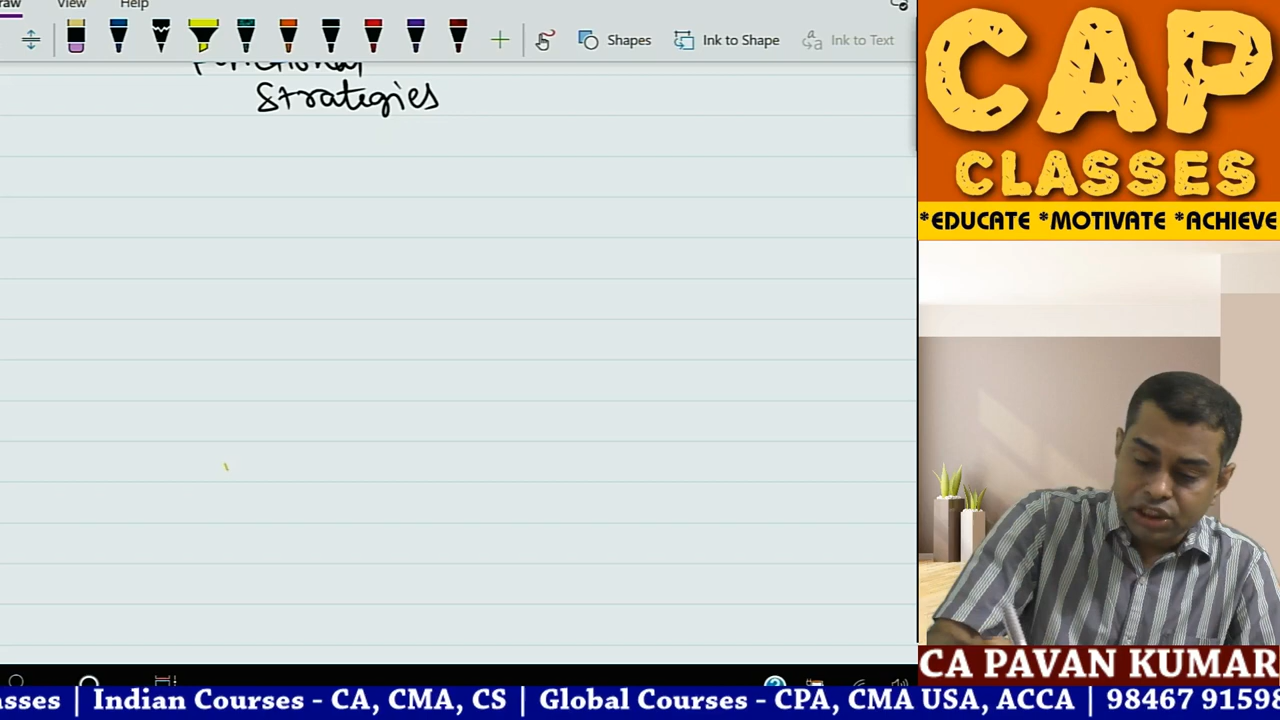 View
Help
Shapes
Ink to Shape
Ink to Text
Functional
Strategies
CAP
CLASSES
*EDUCATE *MOTIVATE *ACHIEVE
CA PAVAN KUMAR
| Indian Courses - CA, CMA, CS | Global Courses - CPA, CMA USA, ACCA | 98467 91598